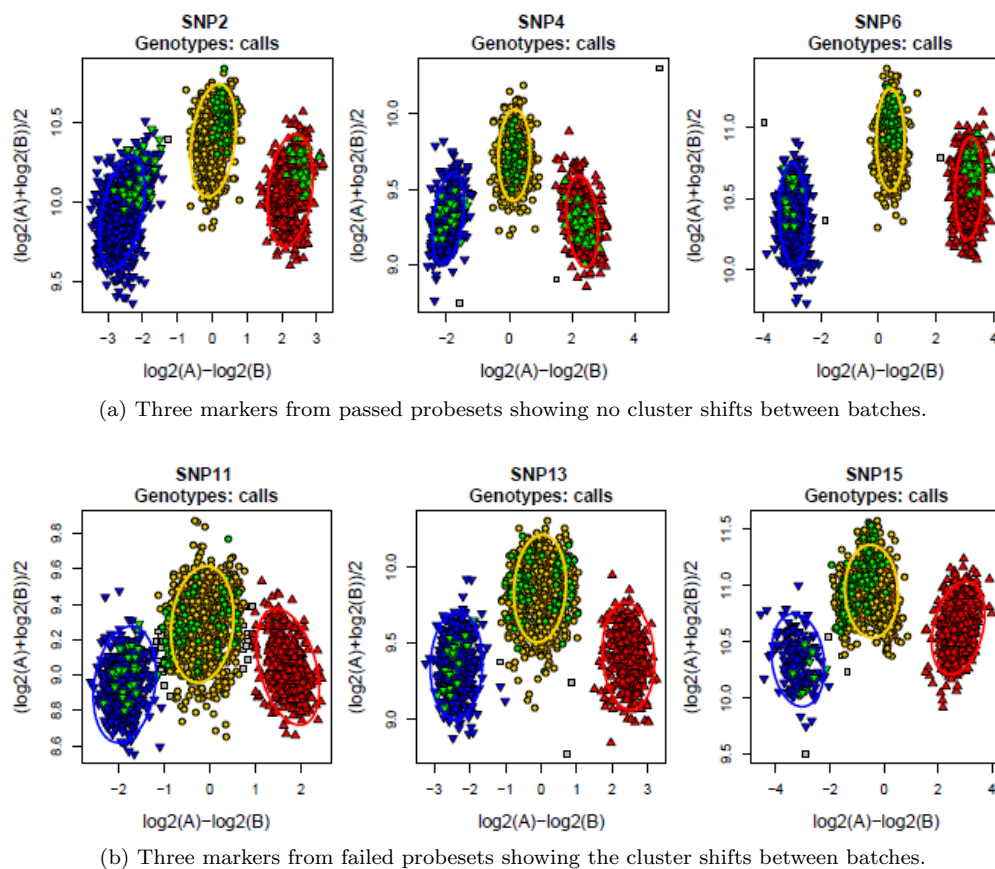 SNP2
Genotypes: calls
SNP4
Genotypes: calls
SNP6
Genotypes: calls
(log2(A)+log2(B))/2
9.5 10.0 10.5
−3 −2 −1 0 1 2 3
log2(A)−log2(B)
(log2(A)+log2(B))/2
9.0 9.5 10.0
−2 0 2 4
log2(A)−log2(B)
(log2(A)+log2(B))/2
10.0 10.5 11.0
−4 −2 0 2 4
log2(A)−log2(B)
(a) Three markers from passed probesets showing no cluster shifts between batches.
SNP11
Genotypes: calls
SNP13
Genotypes: calls
SNP15
Genotypes: calls
(log2(A)+log2(B))/2
8.6 8.8 9.0 9.2 9.4 9.6 9.8
−2 −1 0 1 2
log2(A)−log2(B)
(log2(A)+log2(B))/2
9.0 9.5 10.0
−3 −2 −1 0 1 2 3
log2(A)−log2(B)
(log2(A)+log2(B))/2
9.5 10.0 10.5 11.0 11.5
−4 −2 0 2 4
log2(A)−log2(B)
(b) Three markers from failed probesets showing the cluster shifts between batches.